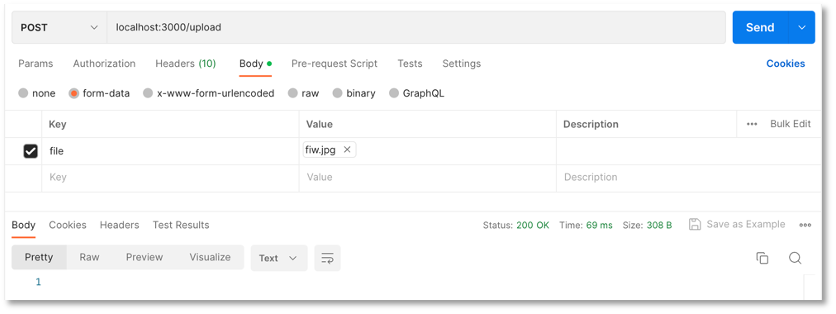 POST localhost:3000/upload Send
Params Authorization Headers (10) Body Pre-request Script Tests Settings Cookies
none form-data x-www-form-urlencoded raw binary GraphQL
Key Value Description Bulk Edit
file fiw.jpg
Key Value Description
Body Cookies Headers Test Results Status: 200 OK Time: 69 ms Size: 308 B Save as Example
Pretty Raw Preview Visualize Text
1